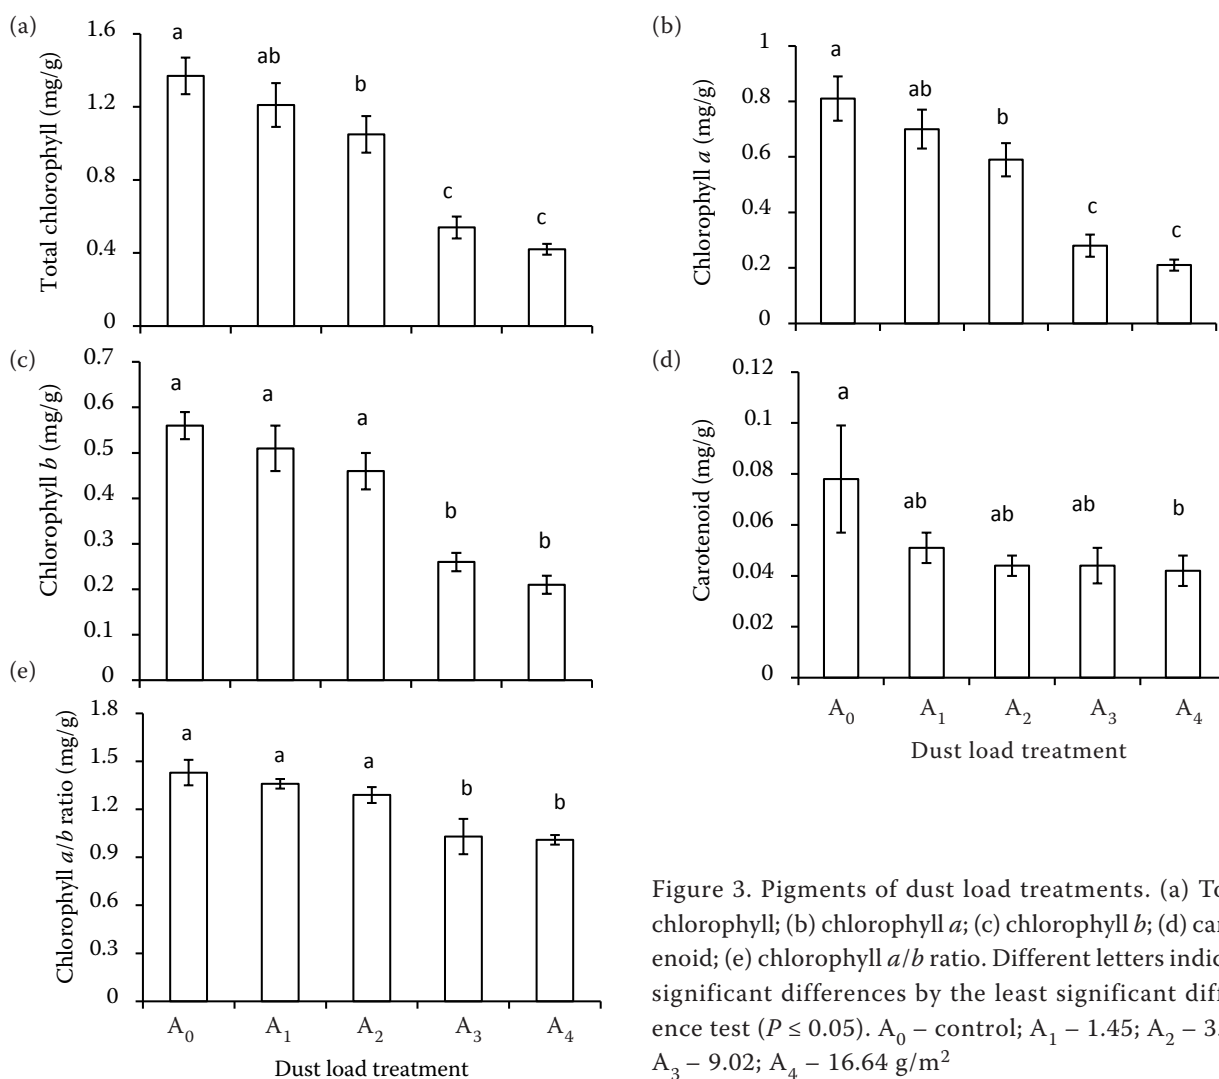 (a)
Total chlorophyll (mg/g)
1.6
1.2
0.8
0.4
0
a
ab
b
c
c
(b)
Chlorophyll a (mg/g)
1
0.8
0.6
0.4
0.2
0
a
ab
b
c
c
(c)
Chlorophyll b (mg/g)
0.7
0.6
0.5
0.4
0.3
0.2
0.1
0
a
a
a
b
b
(d)
Carotenoid (mg/g)
0.12
0.1
0.08
0.06
0.04
0.02
0
a
ab
ab
ab
b
A₀ A₁ A₂ A₃ A₄
Dust load treatment
(e)
Chlorophyll a/b ratio (mg/g)
1.8
1.5
1.2
0.9
0.6
0.3
0
a
a
a
b
b
A₀ A₁ A₂ A₃ A₄
Dust load treatment
Figure 3. Pigments of dust load treatments. (a)
chlorophyll; (b) chlorophyll a; (c) chlorophyll b; (d)
enoid; (e) chlorophyll a/b ratio. Different letters
significant differences by the least significant
ence test (P ≤ 0.05). A₀ – control; A₁ – 1.45; A₂ –
A₃ – 9.02; A₄ – 16.64 g/m²